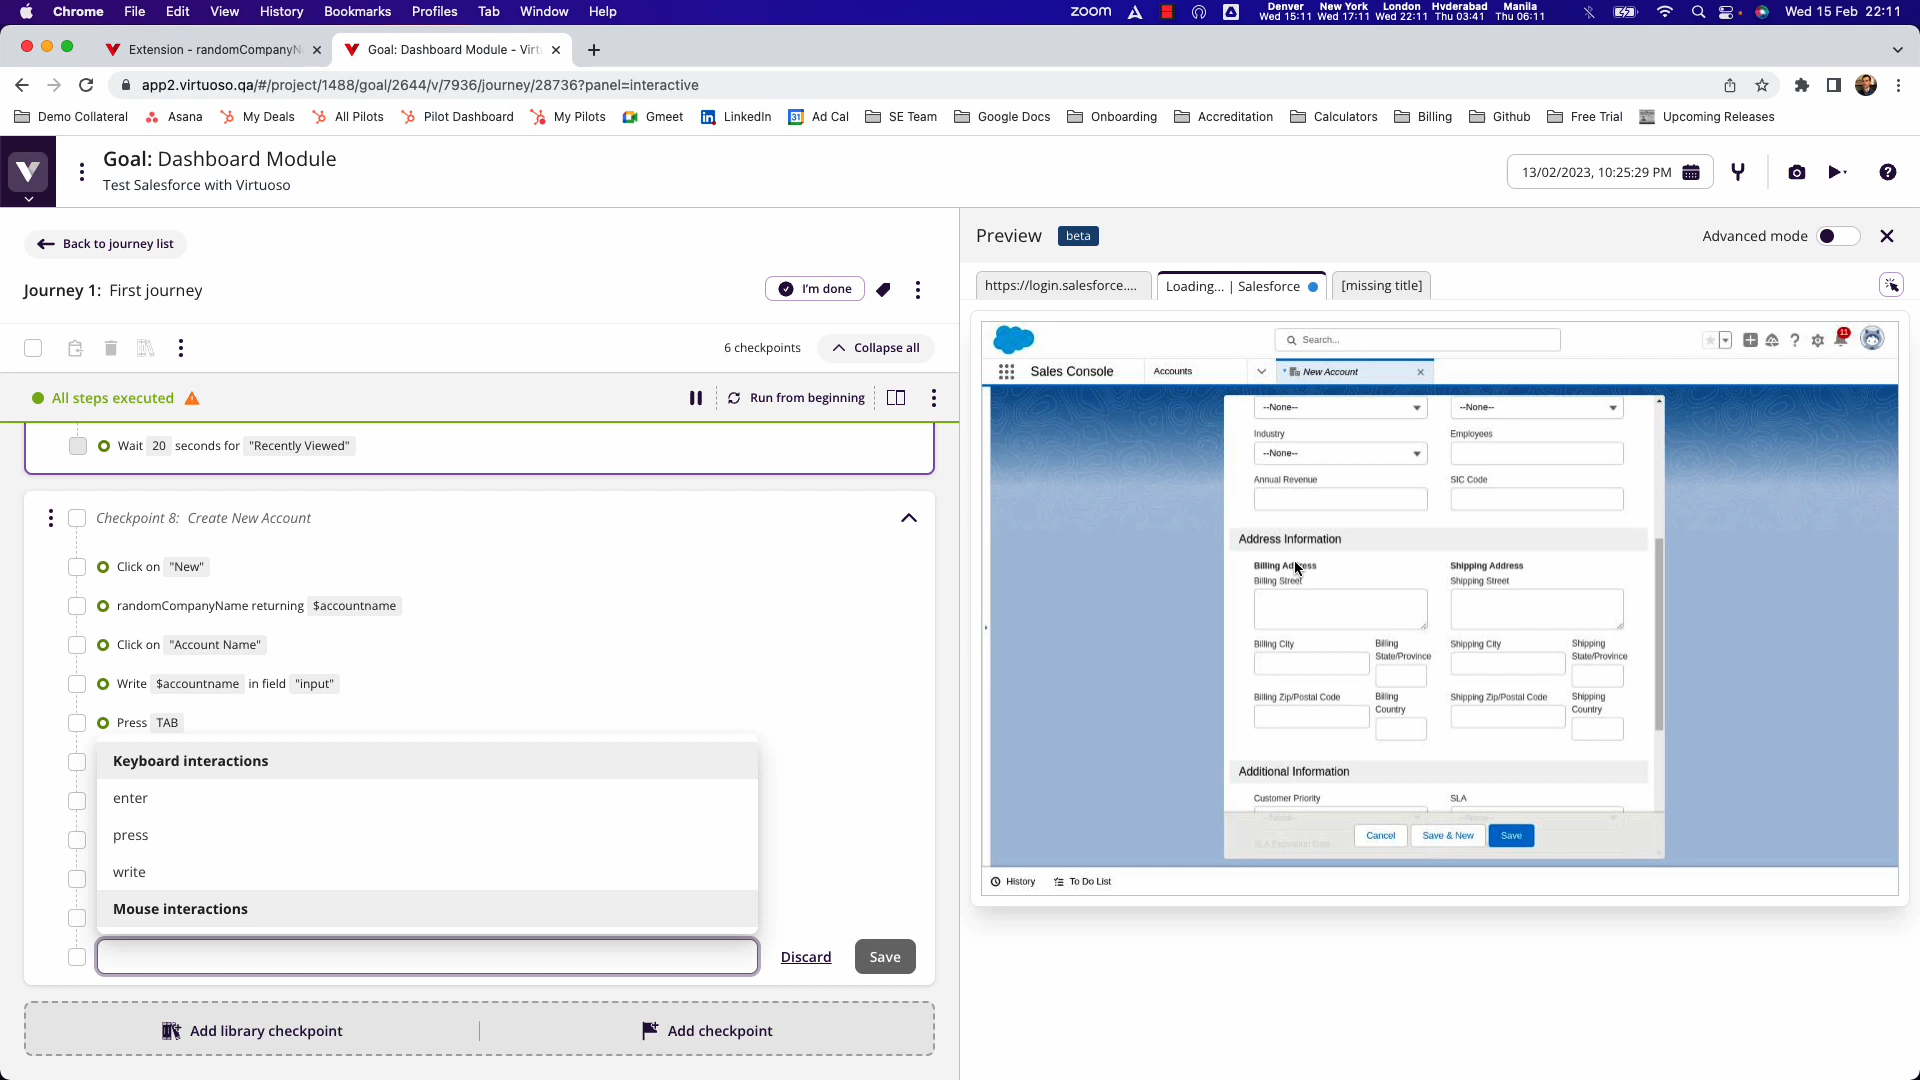 Chrome File Edit View History Bookmarks Profiles Tab Window Help
zoom
Denver New York London Hyderabad Manila
Wed 15:11 Wed 17:11 Wed 22:11 Thu 03:41 Thu 06:11
Wed 15 Feb 22:11
Extension - randomCompanyN
Goal: Dashboard Module - Virt
app2.virtuoso.qa/#/project/1488/goal/2644/v/7936/journey/28736?panel=interactive
Demo Collateral Asana My Deals All Pilots Pilot Dashboard My Pilots Gmeet LinkedIn 31 Ad Cal SE Team Google Docs Onboarding Accreditation Calculators Billing Github Free Trial Upcoming Releases
Goal: Dashboard Module
Test Salesforce with Virtuoso
13/02/2023, 10:25:29 PM
Back to journey list
Journey 1: First journey
I'm done
6 checkpoints
Collapse all
All steps executed
Run from beginning
Wait 20 seconds for "Recently Viewed"
Checkpoint 8: Create New Account
Click on "New"
randomCompanyName returning $accountname
Click on "Account Name"
Write $accountname in field "input"
Press TAB
Keyboard interactions
enter
press
write
Mouse interactions
Discard
Save
Add library checkpoint
Add checkpoint
Preview beta
Advanced mode
https://login.salesforce....
Loading... | Salesforce
[missing title]
Search...
11
Sales Console
Accounts
* New Account
--None--
--None--
Industry
Employees
--None--
Annual Revenue
SIC Code
Address Information
Billing Address
Shipping Address
Billing Street
Shipping Street
Billing City
Billing State/Province
Shipping City
Shipping State/Province
Billing Zip/Postal Code
Billing Country
Shipping Zip/Postal Code
Shipping Country
Additional Information
Customer Priority
SLA
--None--
--None--
SLA Expiration Date
Cancel
Save & New
Save
History
To Do List